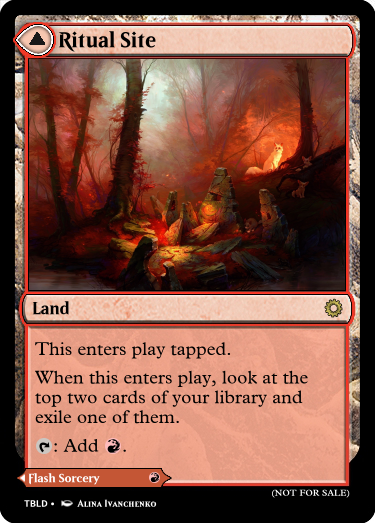 Ritual Site
Land
This enters play tapped.
When this enters play, look at the
top two cards of your library and
exile one of them.
: Add .
Flash Sorcery
(NOT FOR SALE)
TBLD • Alina Ivanchenko